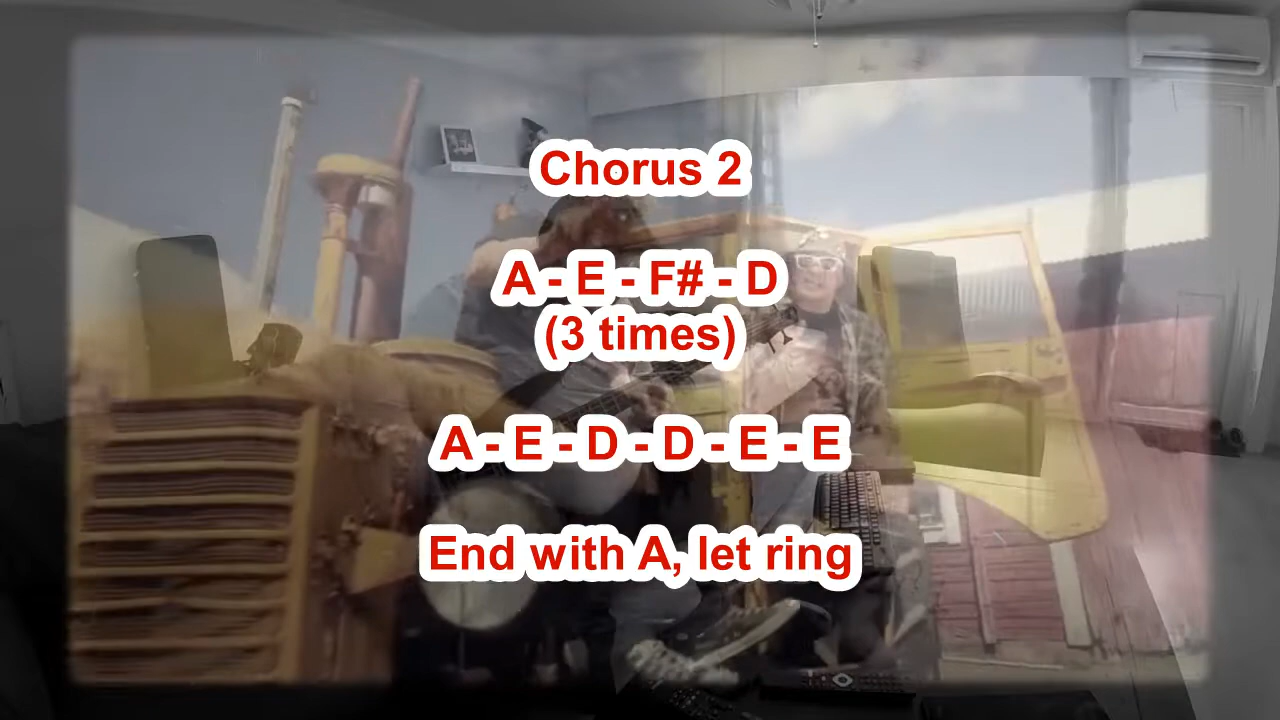 Chorus 2
A - E - F# - D
(3 times)
A - E - D - D - E - E
End with A, let ring